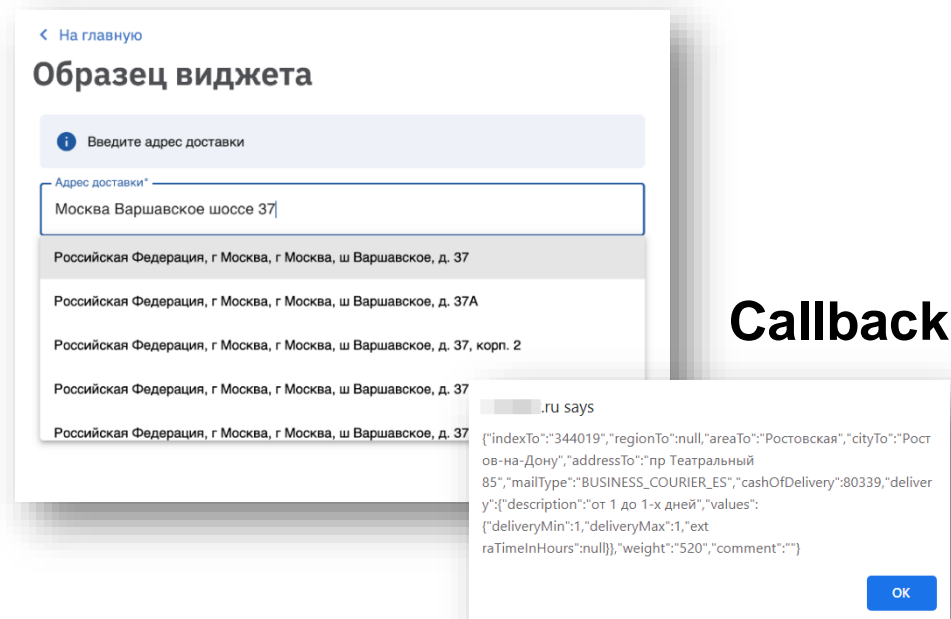 На главную
Образец виджета
Введите адрес доставки
Адрес доставки*
Москва Варшавское шоссе 37
Российская Федерация, г Москва, г Москва, ш Варшавское, д. 37
Российская Федерация, г Москва, г Москва, ш Варшавское, д. 37А
Российская Федерация, г Москва, г Москва, ш Варшавское, д. 37, корп. 2
Российская Федерация, г Москва, г Москва, ш Варшавское, д. 37
Российская Федерация, г Москва, г Москва, ш Варшавское, д. 37
Callback
.ru says
{"indexTo":"344019","regionTo":null,"areaTo":"Ростовская","cityTo":"Рост
ов-на-Дону","addressTo":"пр Театральный
85","mailType":"BUSINESS_COURIER_ES","cashOfDelivery":80339,"deliver
y":{"description":"от 1 до 1-х дней","values":
{"deliveryMin":1,"deliveryMax":1,"ext
raTimeInHours":null}},"weight":"520","comment":""}
ОК